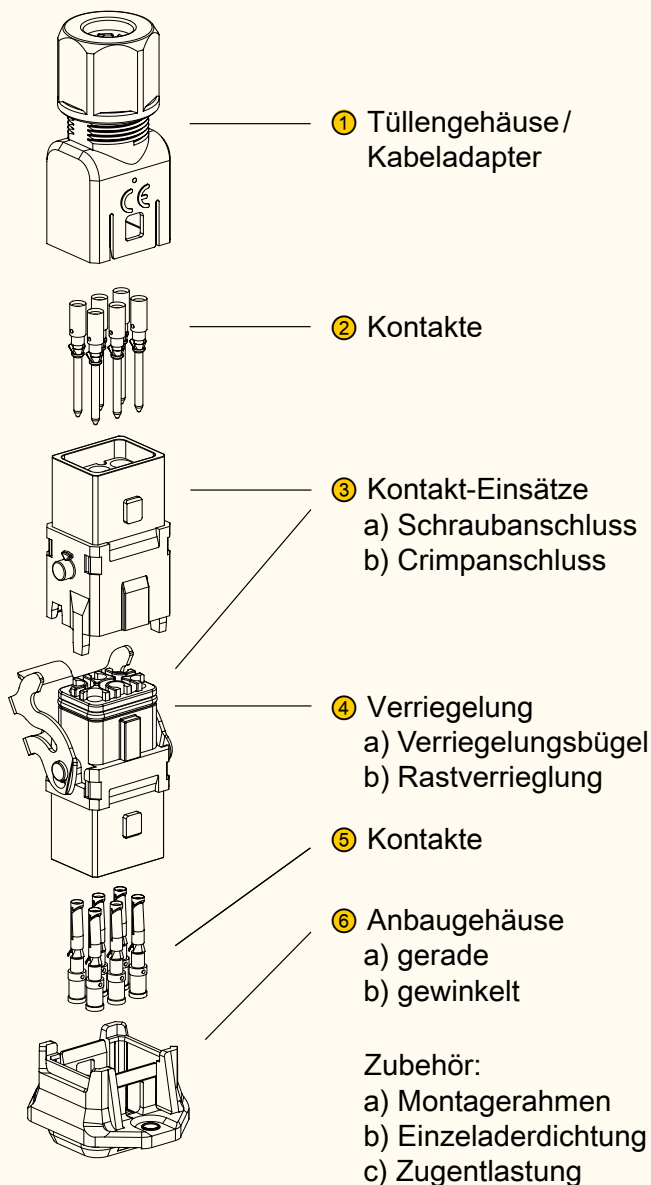 ① Tüllengehäuse/
Kabeladapter
CE
② Kontakte
③ Kontakt-Einsätze
a) Schraubanschluss
b) Crimpanschluss
④ Verriegelung
a) Verriegelungsbügel
b) Rastverrieglung
⑤ Kontakte
⑥ Anbaugehäuse
a) gerade
b) gewinkelt
Zubehör:
a) Montagerahmen
b) Einzeladerdichtung
c) Zugentlastung